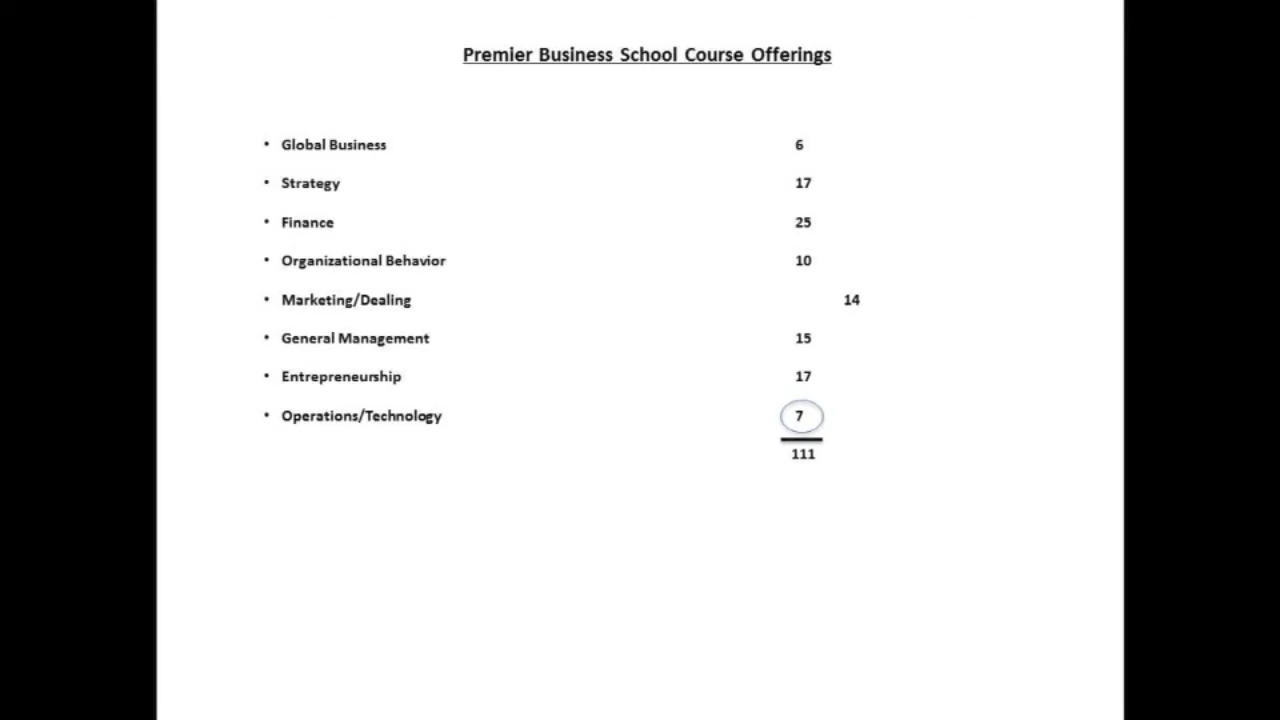 Premier Business School Course Offerings
• Global Business 6
• Strategy 17
• Finance 25
• Organizational Behavior 10
• Marketing/Dealing 14
• General Management 15
• Entrepreneurship 17
• Operations/Technology 7
111